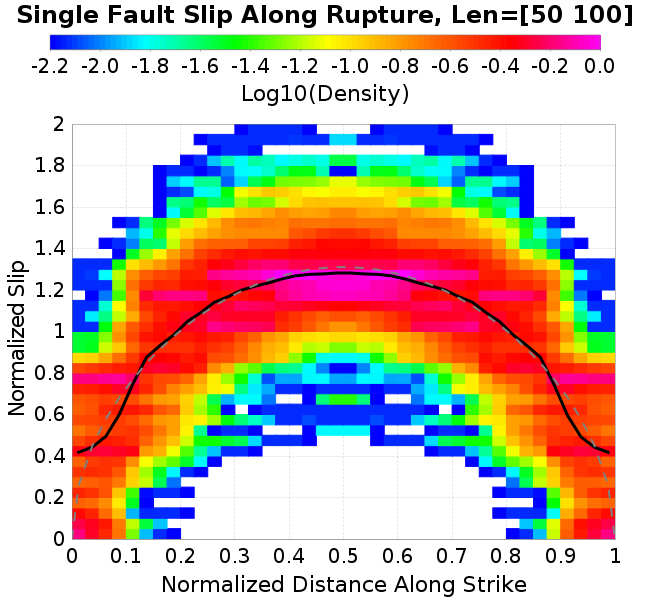 Single Fault Slip Along Rupture, Len=[50 100]
-2.2 -2.0 -1.8 -1.6 -1.4 -1.2 -1.0 -0.8 -0.6 -0.4 -0.2 0.0
Log10(Density)
2
1.8
1.6
1.4
1.2
1
0.8
0.6
0.4
0.2
0
Normalized Slip
0 0.1 0.2 0.3 0.4 0.5 0.6 0.7 0.8 0.9 1
Normalized Distance Along Strike